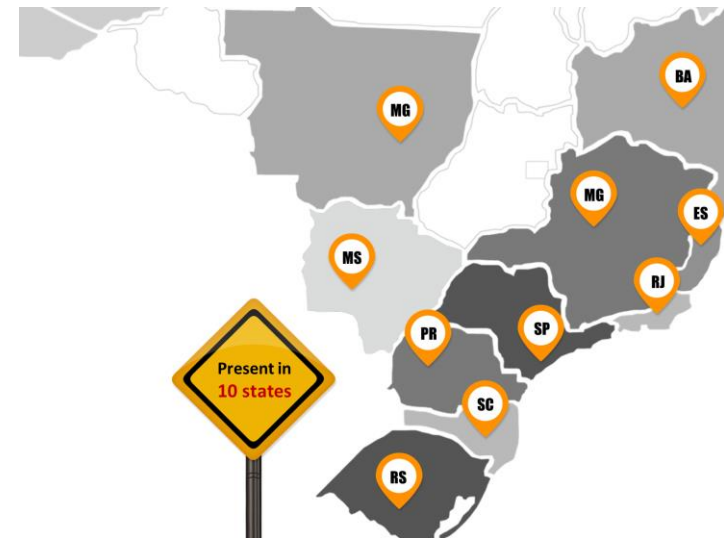 BA
MG
MG
ES
MS
RJ
PR
SP
Present in
10 states
SC
RS